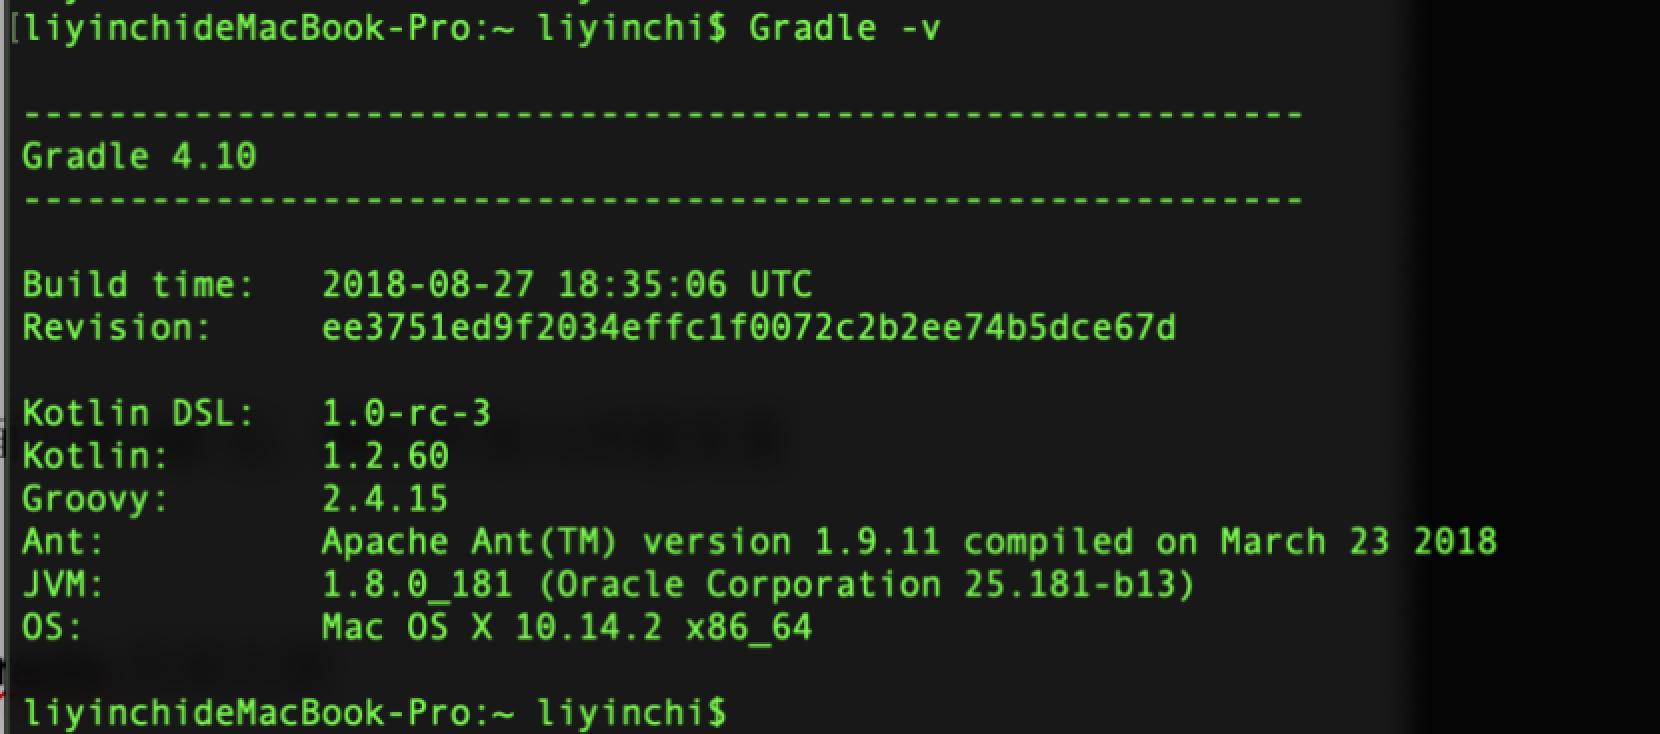 [liyinchideMacBook-Pro:~ liyinchi$ Gradle -v
------------------------------------------------------------
Gradle 4.10
------------------------------------------------------------
Build time:   2018-08-27 18:35:06 UTC
Revision:     ee3751ed9f2034effc1f0072c2b2ee74b5dce67d
Kotlin DSL:   1.0-rc-3
Kotlin:       1.2.60
Groovy:       2.4.15
Ant:          Apache Ant(TM) version 1.9.11 compiled on March 23 2018
JVM:          1.8.0_181 (Oracle Corporation 25.181-b13)
OS:           Mac OS X 10.14.2 x86_64
liyinchideMacBook-Pro:~ liyinchi$